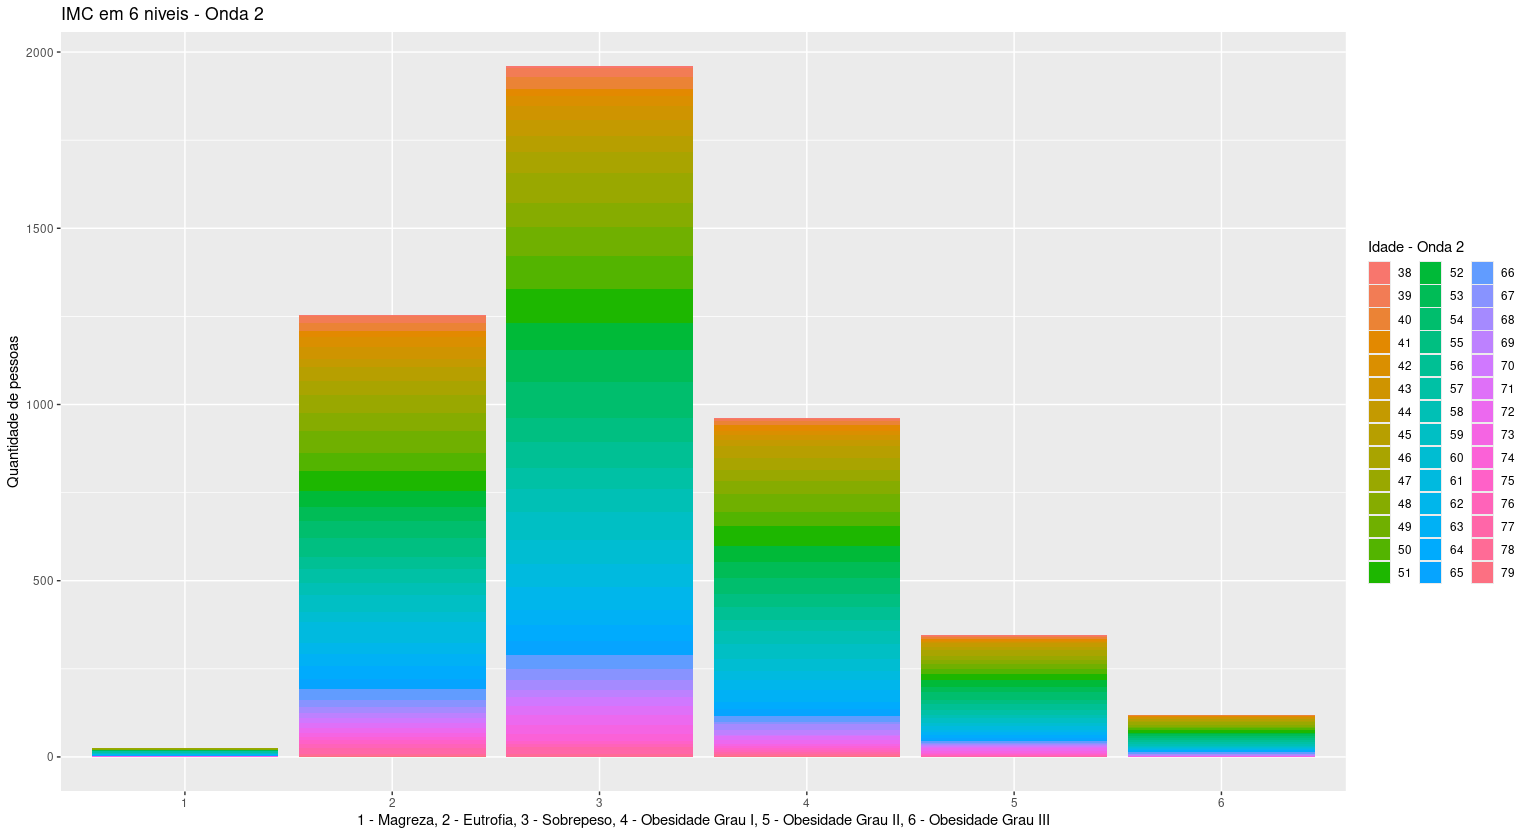 IMC em 6 niveis - Onda 2
Quantidade de pessoas
2000
1500
1000
500
0
1 2 3 4 5 6
1 - Magreza, 2 - Eutrofia, 3 - Sobrepeso, 4 - Obesidade Grau I, 5 - Obesidade Grau II, 6 - Obesidade Grau III
Idade - Onda 2
38 52 66
39 53 67
40 54 68
41 55 69
42 56 70
43 57 71
44 58 72
45 59 73
46 60 74
47 61 75
48 62 76
49 63 77
50 64 78
51 65 79